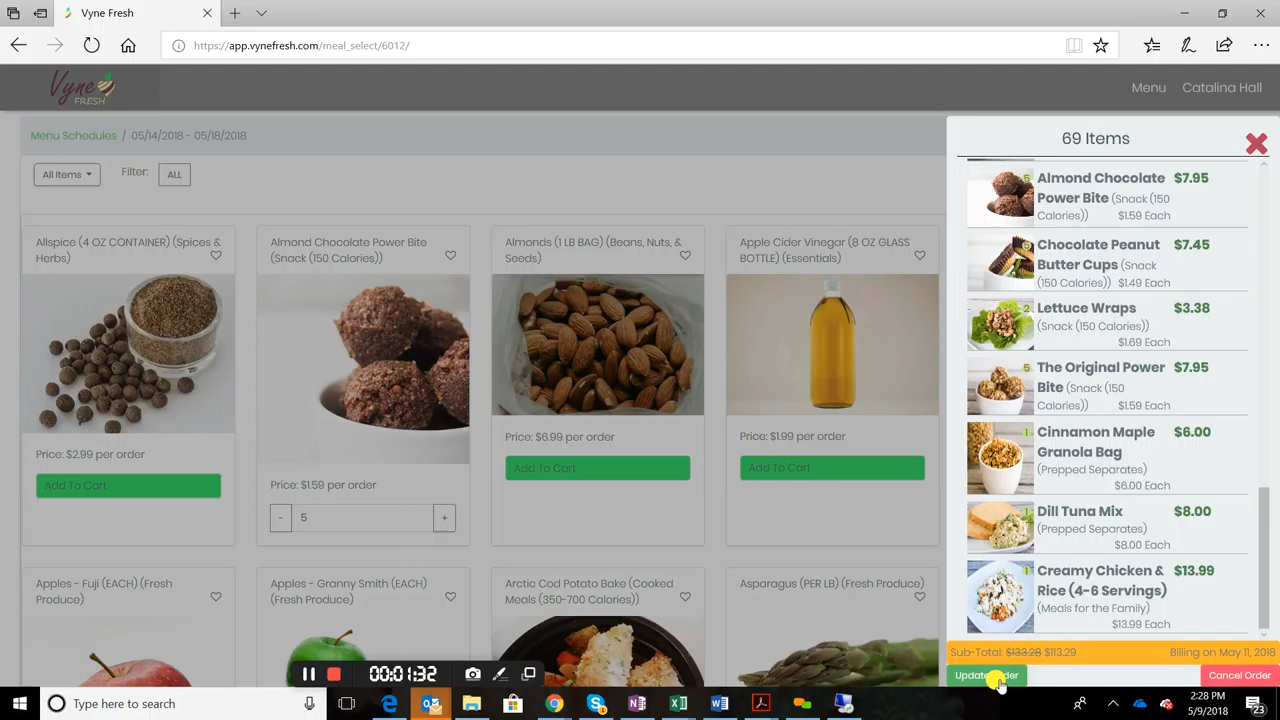 Vyne Fresh
https://app.vynefresh.com/meal_select/6012/
Vyne
FRESH
Menu
Catalina Hall
Menu Schedules / 05/14/2018 - 05/18/2018
All Items
Filter:
ALL
Allspice (4 OZ CONTAINER) (Spices &
Herbs)
Price: $2.99 per order
Add To Cart
Almond Chocolate Power Bite
(Snack (150 Calories))
Price: $1.59 per order
-
5
+
Almonds (1 LB BAG) (Beans, Nuts, &
Seeds)
Price: $6.99 per order
Add To Cart
Apple Cider Vinegar (8 OZ GLASS
BOTTLE) (Essentials)
Price: $1.99 per order
Add To Cart
Apples - Fuji (EACH) (Fresh
Produce)
Apples - Granny Smith (EACH)
(Fresh Produce)
Arctic Cod Potato Bake (Cooked
Meals (350-700 Calories))
Asparagus (PER LB) (Fresh Produce)
69 Items
5
Almond Chocolate $7.95
Power Bite (Snack (150
Calories)) $1.59 Each
5
Chocolate Peanut $7.45
Butter Cups (Snack
(150 Calories)) $1.49 Each
2
Lettuce Wraps $3.38
(Snack (150 Calories))
$1.69 Each
5
The Original Power $7.95
Bite (Snack (150
Calories)) $1.59 Each
1
Cinnamon Maple $6.00
Granola Bag
(Prepped Separates)
$6.00 Each
1
Dill Tuna Mix $8.00
(Prepped Separates)
$8.00 Each
1
Creamy Chicken & $13.99
Rice (4-6 Servings)
(Meals for the Family)
$13.99 Each
Sub-Total: $133.28 $113.29 Billing on May 11, 2018
Update Order
Cancel Order
00:01:32
Type here to search
2:28 PM
5/9/2018
23